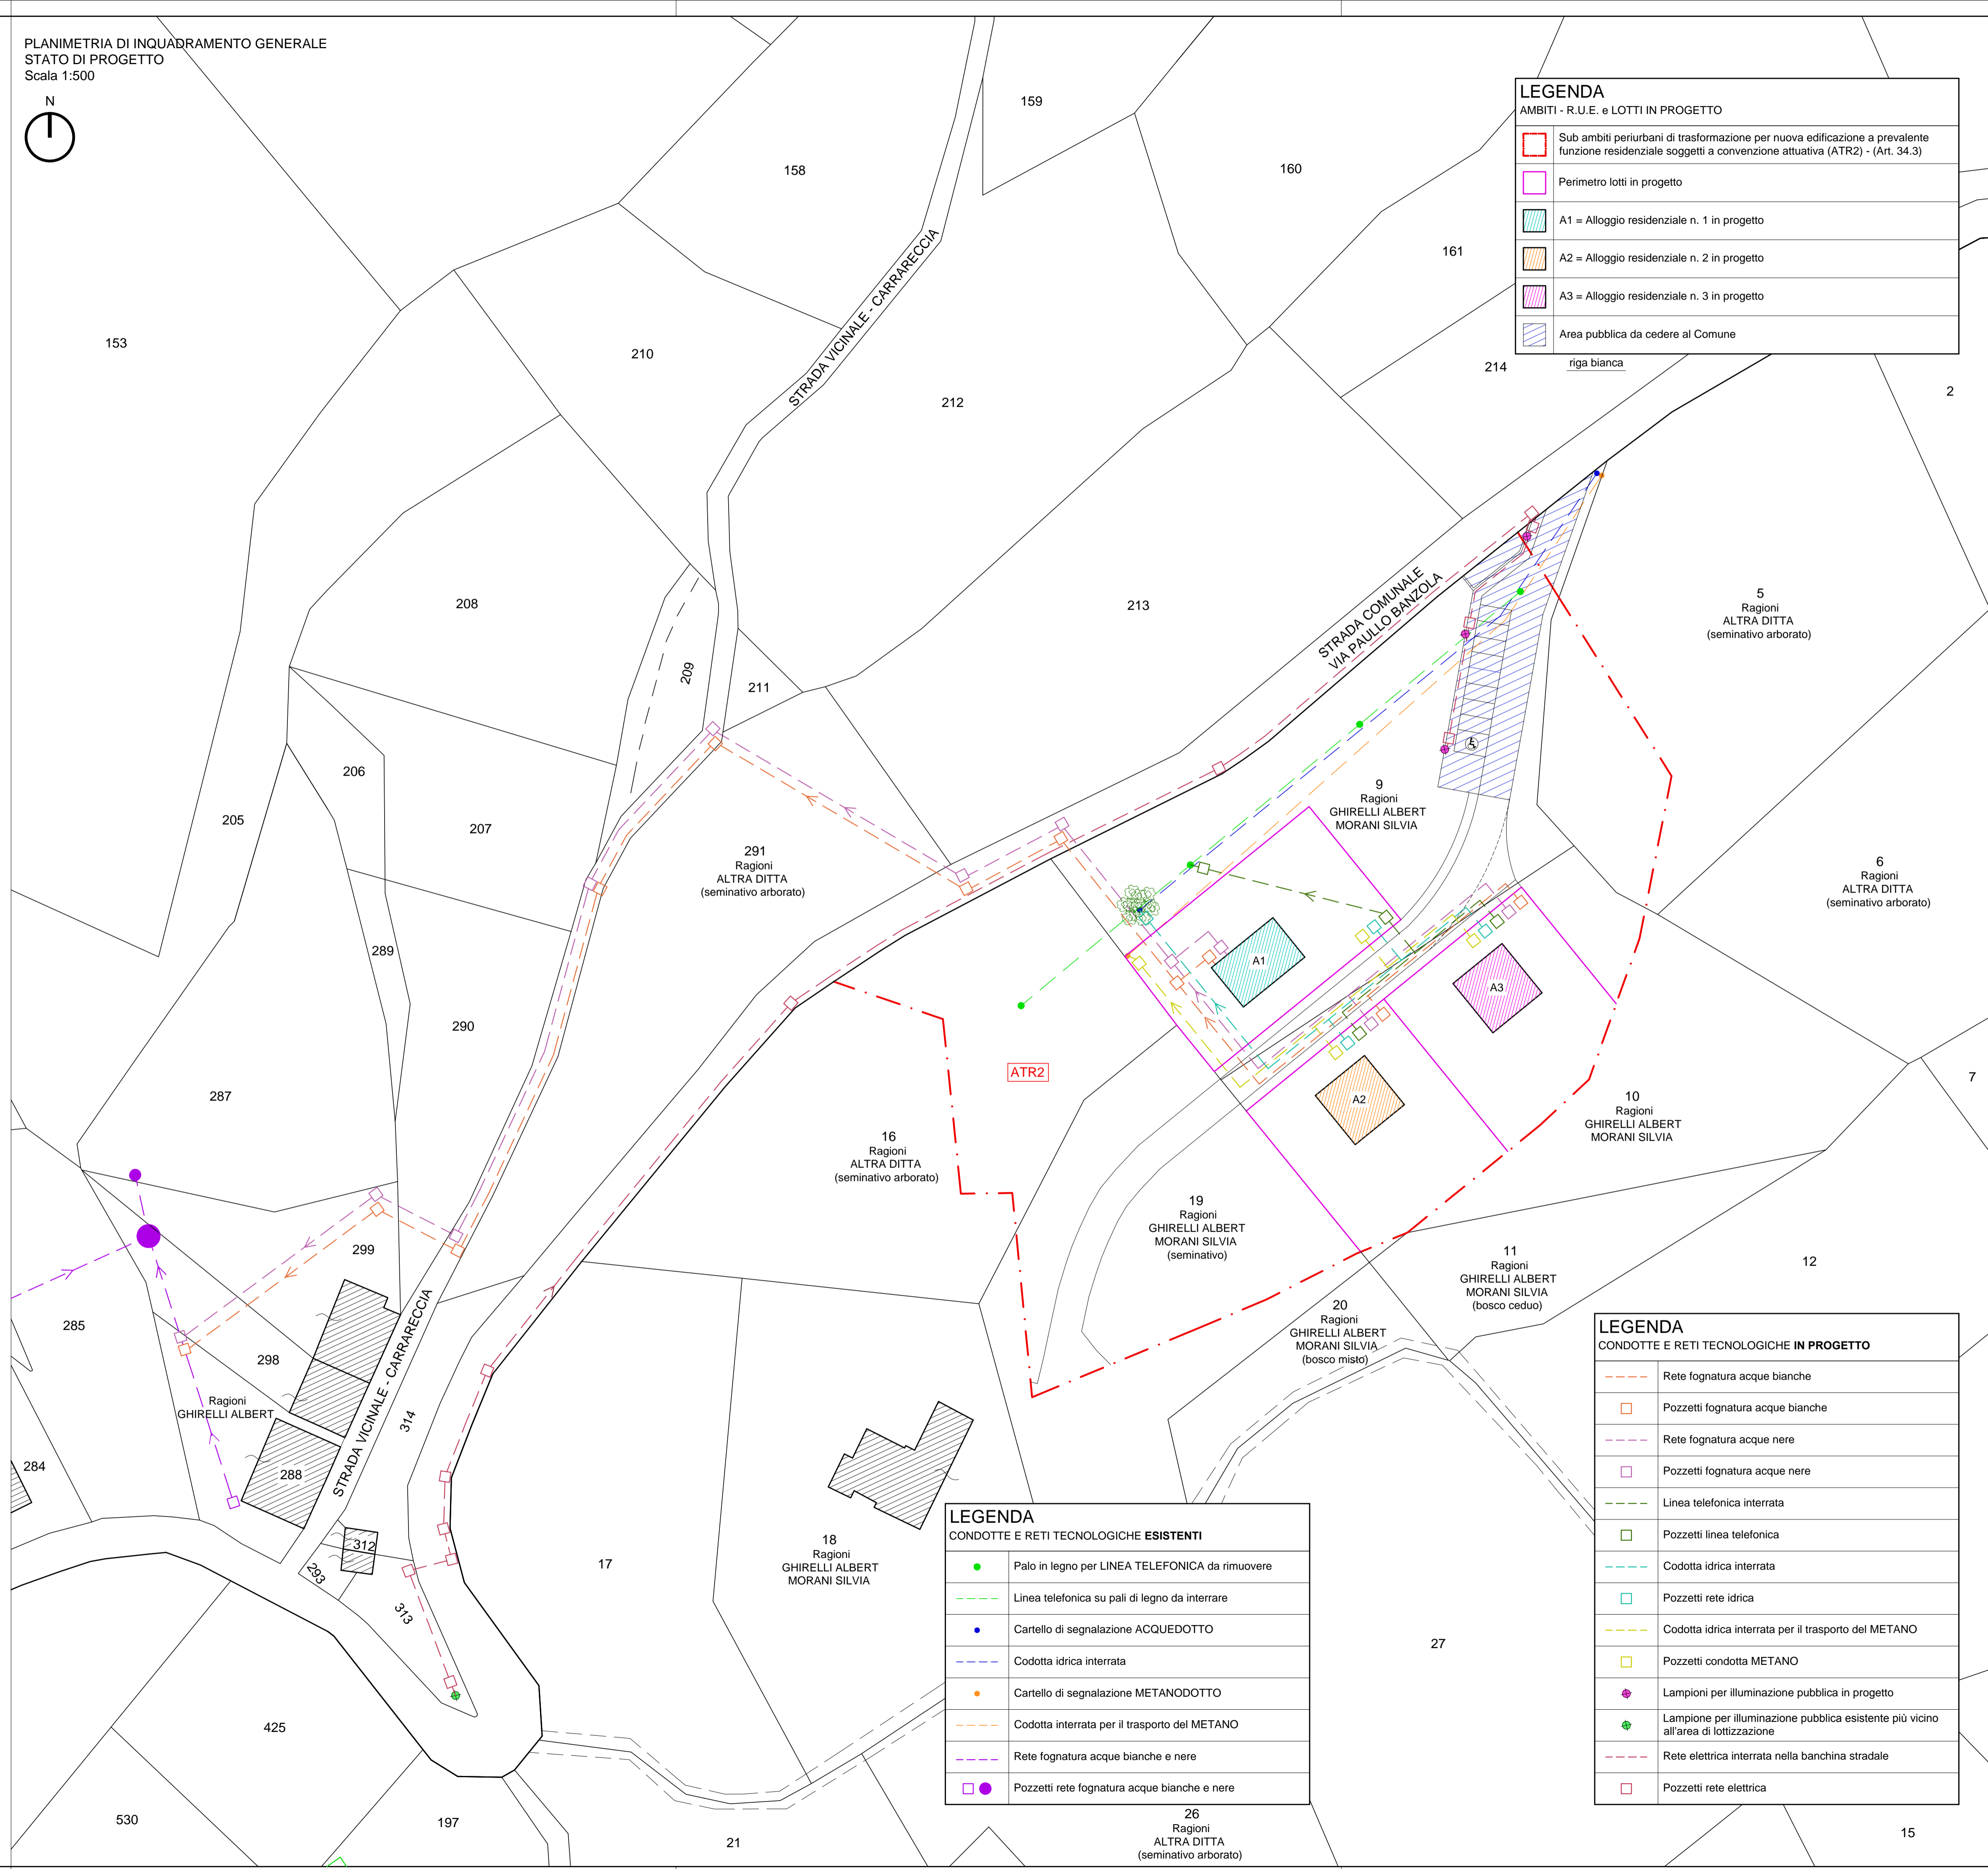 PLANIMETRIA DI INQUADRAMENTO GENERALE
STATO DI PROGETTO
Scala 1:500
N
LEGENDA
AMBITI - R.U.E. e LOTTI IN PROGETTO
Sub ambiti periurbani di trasformazione per nuova edificazione a prevalente
funzione residenziale soggetti a convenzione attuativa (ATR2) - (Art. 34.3)
Perimetro lotti in progetto
A1 = Alloggio residenziale n. 1 in progetto
A2 = Alloggio residenziale n. 2 in progetto
A3 = Alloggio residenziale n. 3 in progetto
Area pubblica da cedere al Comune
riga bianca
159
158
160
161
153
210
212
214
2
STRADA VICINALE - CARRARECCIA
208
213
209
211
STRADA COMUNALE
VIA PAULLO BANZOLA
5
Ragioni
ALTRA DITTA
(seminativo arborato)
206
205
207
291
Ragioni
ALTRA DITTA
(seminativo arborato)
9
Ragioni
GHIRELLI ALBERT
MORANI SILVIA
6
Ragioni
ALTRA DITTA
(seminativo arborato)
289
290
A1
A3
A2
ATR2
287
16
Ragioni
ALTRA DITTA
(seminativo arborato)
10
Ragioni
GHIRELLI ALBERT
MORANI SILVIA
7
19
Ragioni
GHIRELLI ALBERT
MORANI SILVIA
(seminativo)
299
11
Ragioni
GHIRELLI ALBERT
MORANI SILVIA
(bosco ceduo)
12
285
298
20
Ragioni
GHIRELLI ALBERT
MORANI SILVIA
(bosco misto)
Ragioni
GHIRELLI ALBERT
STRADA VICINALE - CARRARECCIA
314
284
288
312
293
313
17
18
Ragioni
GHIRELLI ALBERT
MORANI SILVIA
27
425
530
197
21
26
Ragioni
ALTRA DITTA
(seminativo arborato)
15
LEGENDA
CONDOTTE E RETI TECNOLOGICHE ESISTENTI
Palo in legno per LINEA TELEFONICA da rimuovere
Linea telefonica su pali di legno da interrare
Cartello di segnalazione ACQUEDOTTO
Codotta idrica interrata
Cartello di segnalazione METANODOTTO
Codotta interrata per il trasporto del METANO
Rete fognatura acque bianche e nere
Pozzetti rete fognatura acque bianche e nere
LEGENDA
CONDOTTE E RETI TECNOLOGICHE IN PROGETTO
Rete fognatura acque bianche
Pozzetti fognatura acque bianche
Rete fognatura acque nere
Pozzetti fognatura acque nere
Linea telefonica interrata
Pozzetti linea telefonica
Codotta idrica interrata
Pozzetti rete idrica
Codotta idrica interrata per il trasporto del METANO
Pozzetti condotta METANO
Lampioni per illuminazione pubblica in progetto
Lampione per illuminazione pubblica esistente più vicino
all'area di lottizzazione
Rete elettrica interrata nella banchina stradale
Pozzetti rete elettrica